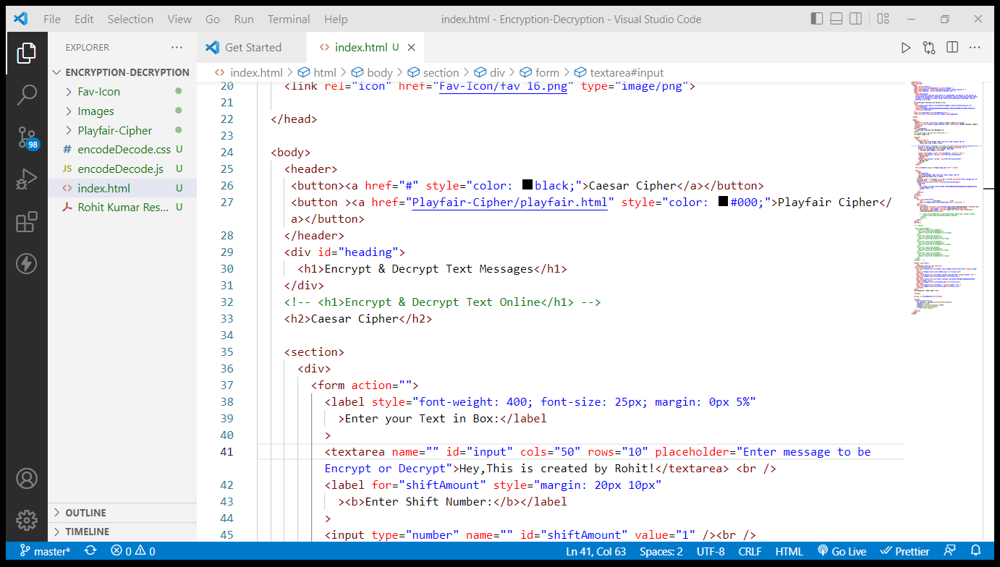 File Edit Selection View Go Run Terminal Help index.html - Encryption-Decryption - Visual Studio Code
EXPLORER
Get Started
index.html U
index.html > html > body > section > div > form > textarea#input
ENCRYPTION-DECRYPTION
Fav-Icon
Images
Playfair-Cipher
# encodeDecode.css U
JS encodeDecode.js U
<> index.html U
Rohit Kumar Res... U
98
OUTLINE
TIMELINE
20 <link rel="icon" href="Fav-Icon/fav 16.png" type="image/png">
21
22 </head>
23
24 <body>
25 <header>
26 <button><a href="#" style="color: black;">Caesar Cipher</a></button>
27 <button ><a href="Playfair-Cipher/playfair.html" style="color: #000;">Playfair Cipher</
a></button>
28 </header>
29 <div id="heading">
30 <h1>Encrypt & Decrypt Text Messages</h1>
31 </div>
32 <!-- <h1>Encrypt & Decrypt Text Online</h1> -->
33 <h2>Caesar Cipher</h2>
34
35 <section>
36 <div>
37 <form action="">
38 <label style="font-weight: 400; font-size: 25px; margin: 0px 5%"
39 >Enter your Text in Box:</label
40 >
41 <textarea name="" id="input" cols="50" rows="10" placeholder="Enter message to be
Encrypt or Decrypt">Hey,This is created by Rohit!</textarea> <br />
42 <label for="shiftAmount" style="margin: 20px 10px"
43 ><b>Enter Shift Number:</b></label
44 >
45 <input type="number" name="" id="shiftAmount" value="1" /><br />
master* 0 0 Ln 41, Col 63 Spaces: 2 UTF-8 CRLF HTML Go Live Prettier